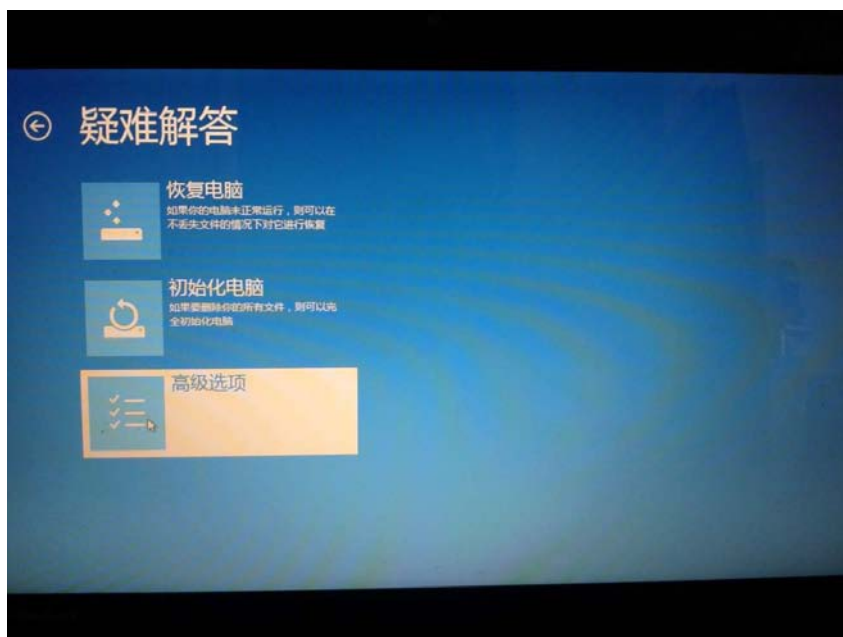 疑难解答
恢复电脑
如果你的电脑未正常运行，则可以在
不丢失文件的情况下对它进行恢复
初始化电脑
如果要删除你的所有文件，则可以完
全初始化电脑
高级选项